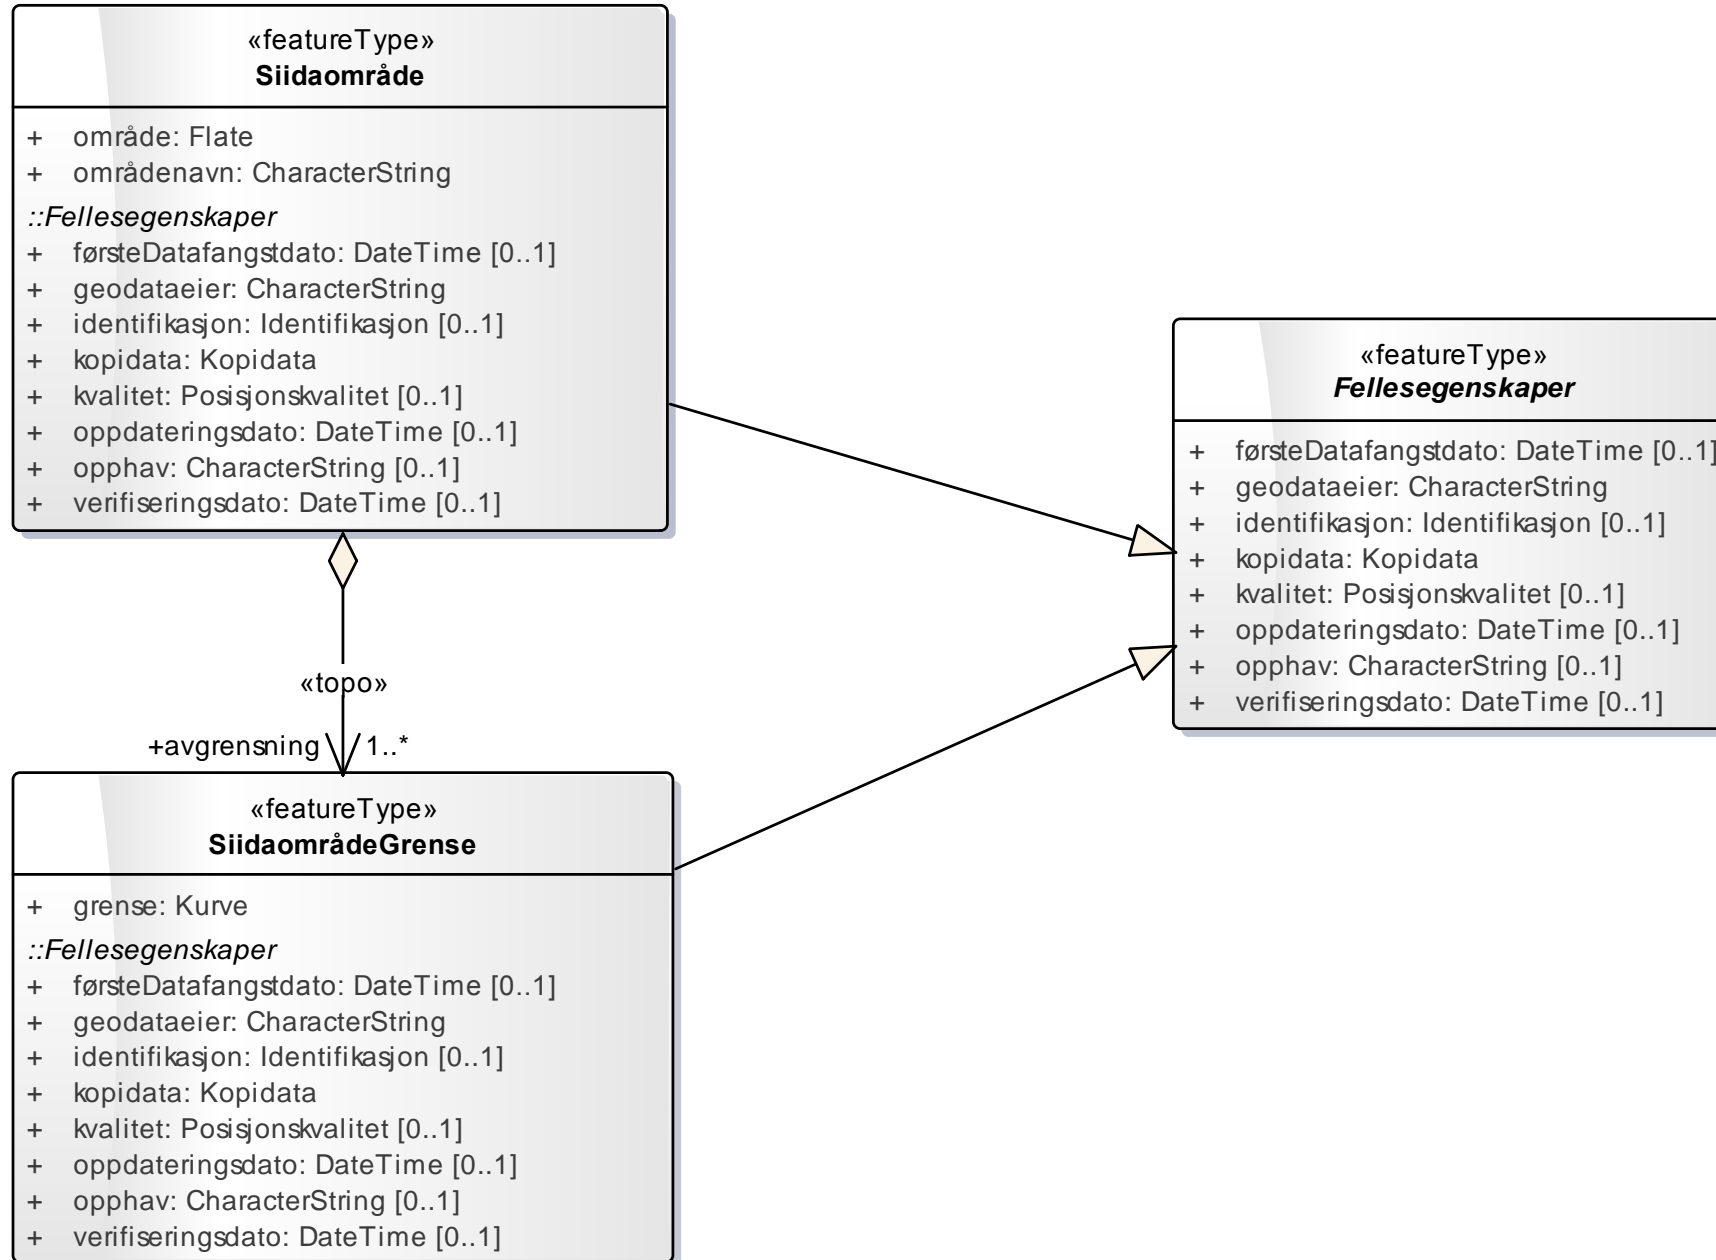 «featureType»
Siidaområde
+ område: Flate
+ områdenavn: CharacterString
::Fellesegenskaper
+ førsteDatafangstdato: DateTime [0..1]
+ geodataeier: CharacterString
+ identifikasjon: Identifikasjon [0..1]
+ kopidata: Kopidata
+ kvalitet: Posisjonskvalitet [0..1]
+ oppdateringsdato: DateTime [0..1]
+ opphav: CharacterString [0..1]
+ verifiseringsdato: DateTime [0..1]
«topo»
+avgrensning 1..*
«featureType»
SiidaområdeGrense
+ grense: Kurve
::Fellesegenskaper
+ førsteDatafangstdato: DateTime [0..1]
+ geodataeier: CharacterString
+ identifikasjon: Identifikasjon [0..1]
+ kopidata: Kopidata
+ kvalitet: Posisjonskvalitet [0..1]
+ oppdateringsdato: DateTime [0..1]
+ opphav: CharacterString [0..1]
+ verifiseringsdato: DateTime [0..1]
«featureType»
Fellesegenskaper
+ førsteDatafangstdato: DateTime [0..1]
+ geodataeier: CharacterString
+ identifikasjon: Identifikasjon [0..1]
+ kopidata: Kopidata
+ kvalitet: Posisjonskvalitet [0..1]
+ oppdateringsdato: DateTime [0..1]
+ opphav: CharacterString [0..1]
+ verifiseringsdato: DateTime [0..1]